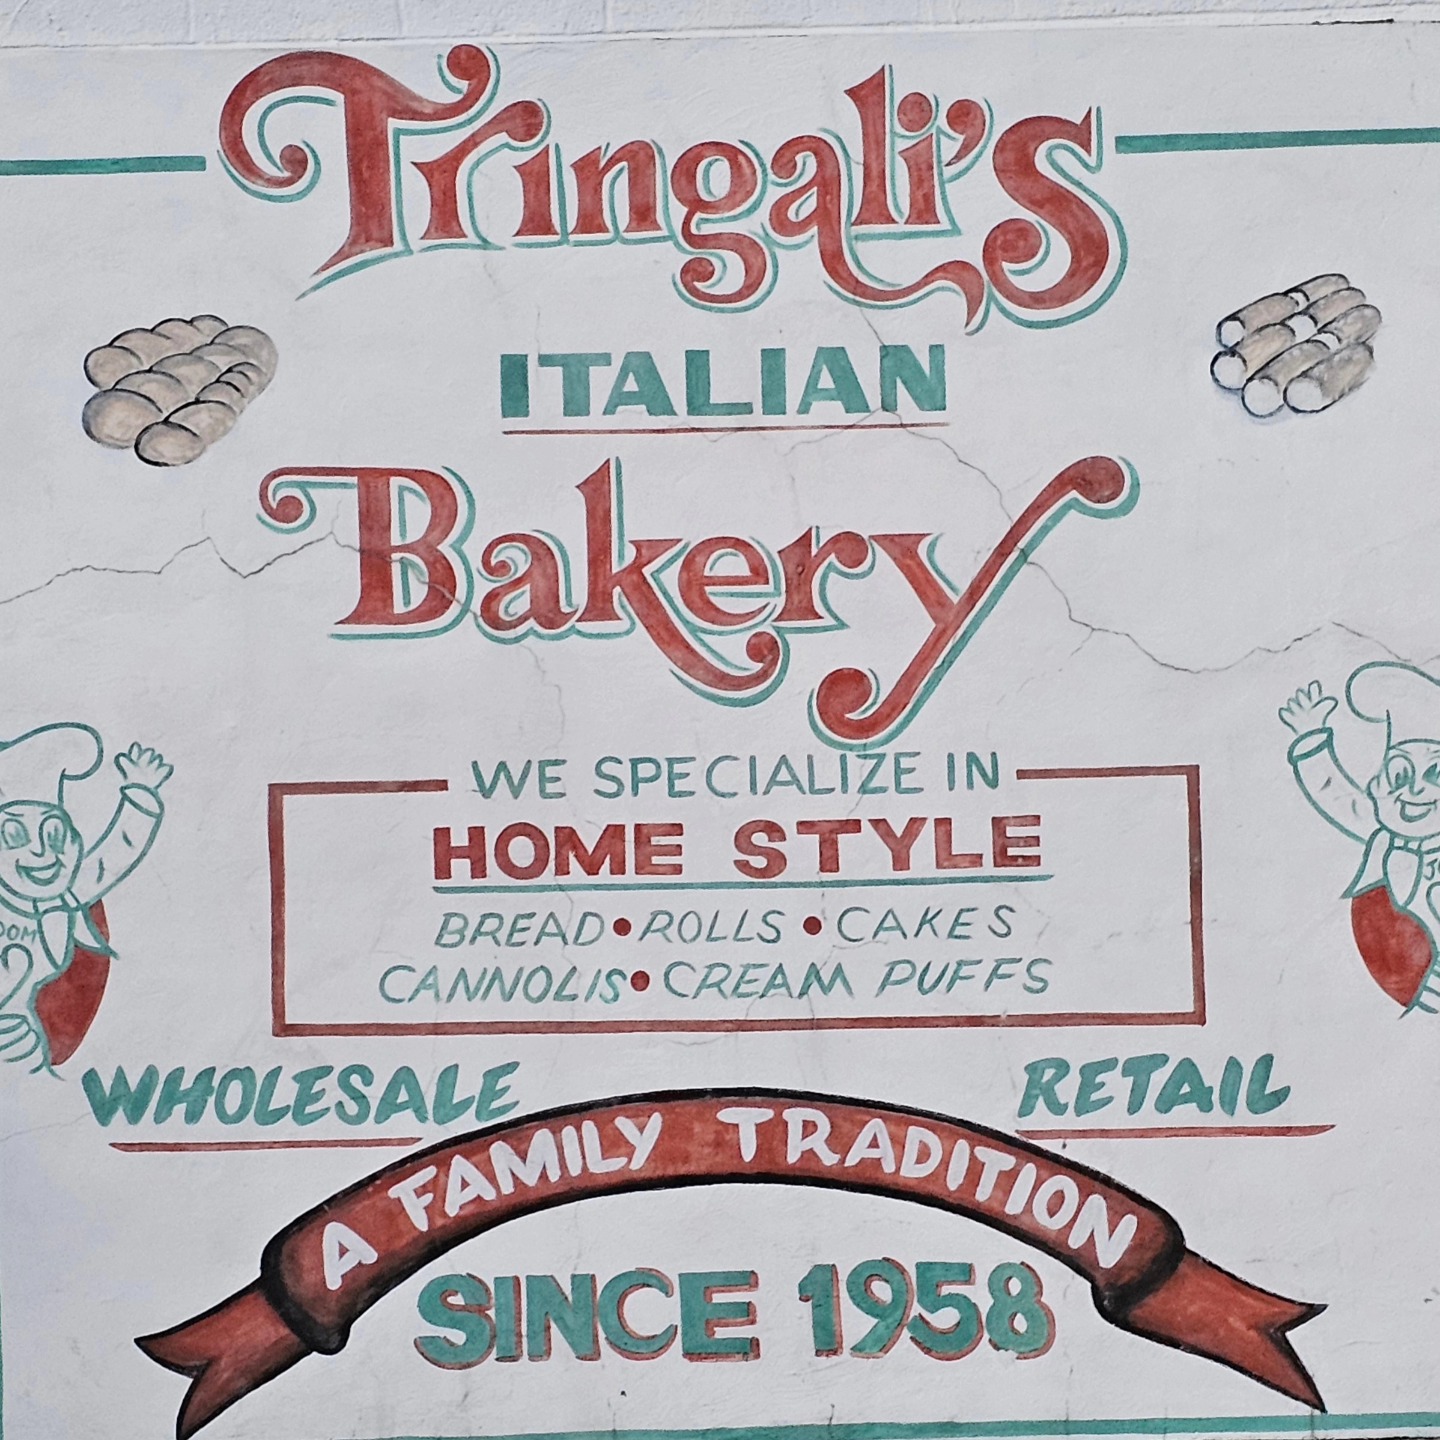 Tringali's
ITALIAN
Bakery
WE SPECIALIZE IN
HOME STYLE
BREAD • ROLLS • CAKES
CANNOLIS • CREAM PUFFS
DOM
WHOLESALE
RETAIL
A FAMILY TRADITION
SINCE 1958